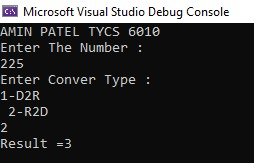 Microsoft Visual Studio Debug Console
AMIN PATEL TYCS 6010
Enter The Number :
225
Enter Conver Type :
1-D2R
2-R2D
2
Result =3